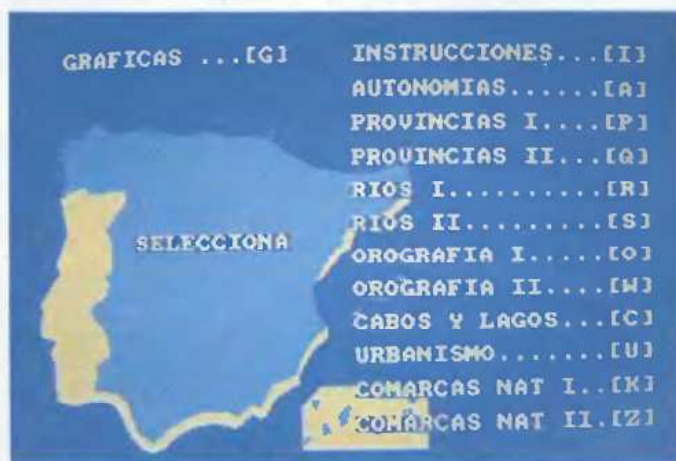 GRAFICAS ...[G]
INSTRUCCIONES...[I]
AUTONOMIAS......[A]
PROVINCIAS I....[P]
PROVINCIAS II...[Q]
RIOS I..........[R]
RIOS II.........[S]
SELECCIONA
OROGRAFIA I.....[O]
OROGRAFIA II....[W]
CABOS Y LAGOS...[C]
URBANISMO.......[U]
COMARCAS NAT I..[K]
COMARCAS NAT II.[Z]